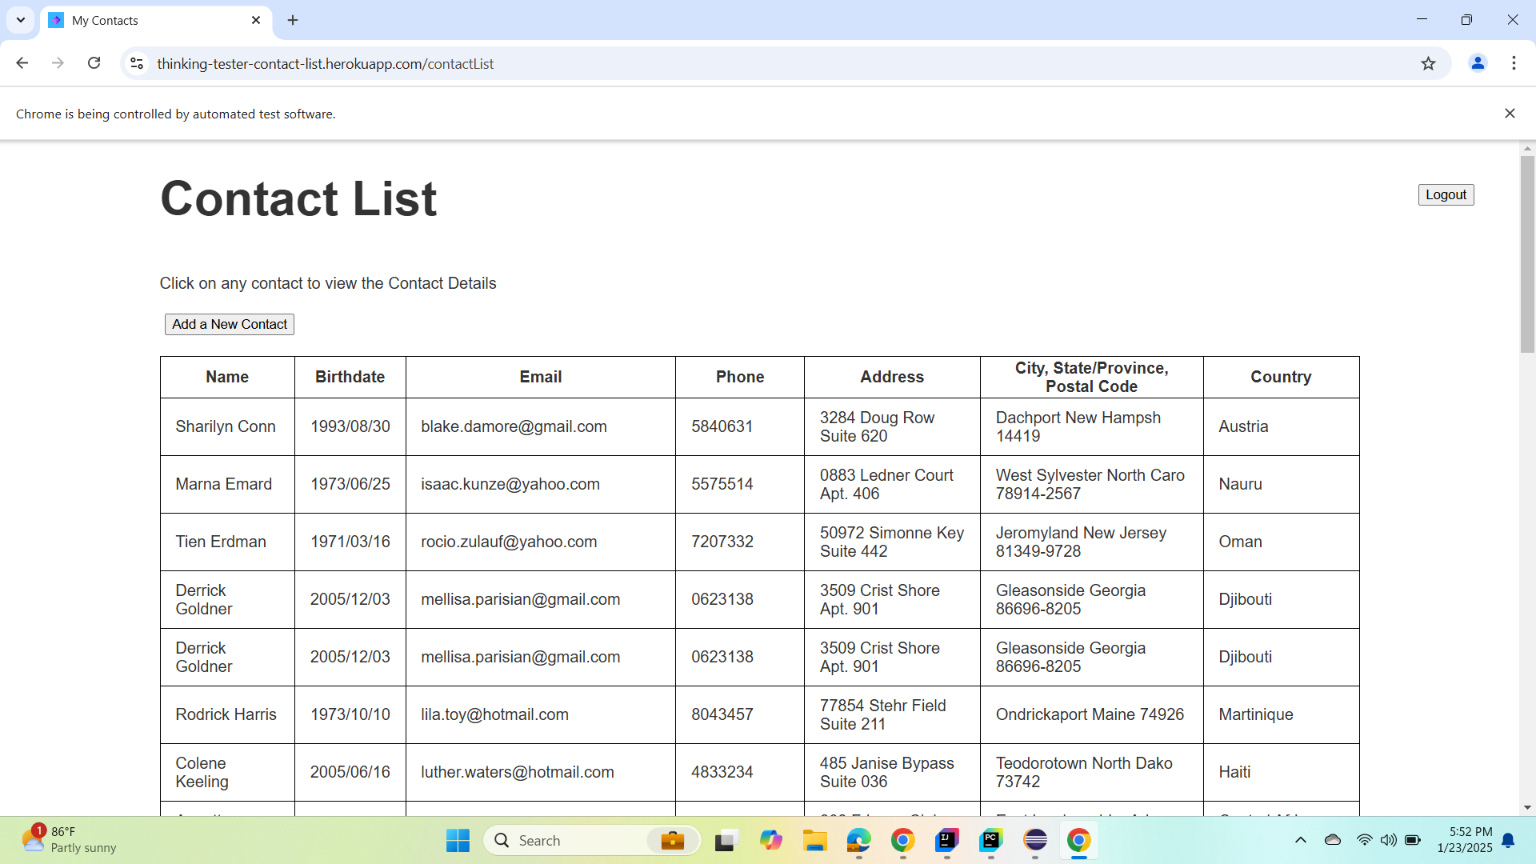 My Contacts
thinking-tester-contact-list.herokuapp.com/contactList
Chrome is being controlled by automated test software.
Contact List
Logout
Click on any contact to view the Contact Details
Add a New Contact
Name Birthdate Email Phone Address City, State/Province, Postal Code Country
Sharilyn Conn 1993/08/30 blake.damore@gmail.com 5840631 3284 Doug Row Suite 620 Dachport New Hampsh 14419 Austria
Marna Emard 1973/06/25 isaac.kunze@yahoo.com 5575514 0883 Ledner Court Apt. 406 West Sylvester North Caro 78914-2567 Nauru
Tien Erdman 1971/03/16 rocio.zulauf@yahoo.com 7207332 50972 Simonne Key Suite 442 Jeromyland New Jersey 81349-9728 Oman
Derrick Goldner 2005/12/03 mellisa.parisian@gmail.com 0623138 3509 Crist Shore Apt. 901 Gleasonside Georgia 86696-8205 Djibouti
Derrick Goldner 2005/12/03 mellisa.parisian@gmail.com 0623138 3509 Crist Shore Apt. 901 Gleasonside Georgia 86696-8205 Djibouti
Rodrick Harris 1973/10/10 lila.toy@hotmail.com 8043457 77854 Stehr Field Suite 211 Ondrickaport Maine 74926 Martinique
Colene Keeling 2005/06/16 luther.waters@hotmail.com 4833234 485 Janise Bypass Suite 036 Teodorotown North Dako 73742 Haiti
1
86°F
Partly sunny
Search
5:52 PM
1/23/2025